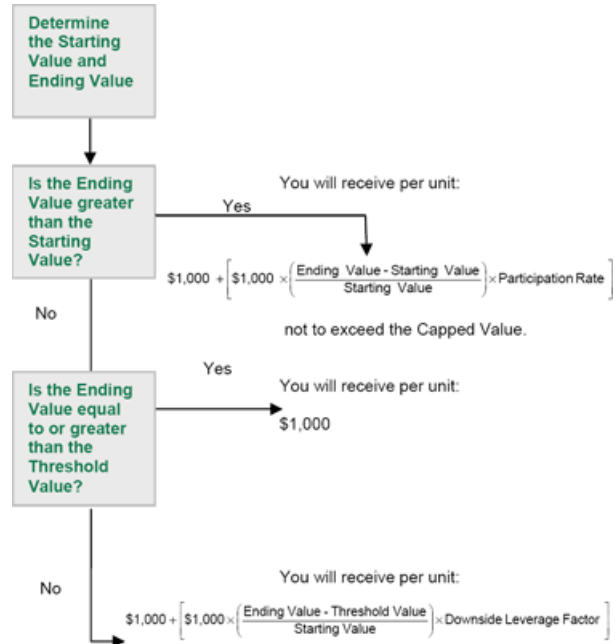 Determine
the Starting
Value and
Ending Value
Is the Ending
Value greater
than the
Starting
Value?
You will receive per unit:
Yes
$1,000 + [$1,000 × (Ending Value - Starting Value / Starting Value) × Participation Rate]
not to exceed the Capped Value.
No
Is the Ending
Value equal
to or greater
than the
Threshold
Value?
Yes
You will receive per unit:
$1,000
No
You will receive per unit:
$1,000 + [$1,000 × (Ending Value - Threshold Value / Starting Value) × Downside Leverage Factor]